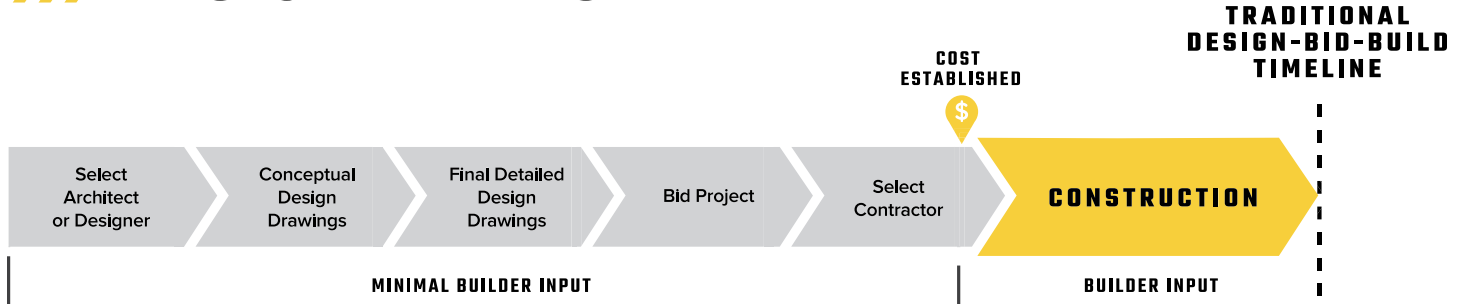 TRADITIONAL
DESIGN-BID-BUILD
TIMELINE
COST
ESTABLISHED
$
Select
Architect
or Designer
Conceptual
Design
Drawings
Final Detailed
Design
Drawings
Bid Project
Select
Contractor
CONSTRUCTION
MINIMAL BUILDER INPUT
BUILDER INPUT